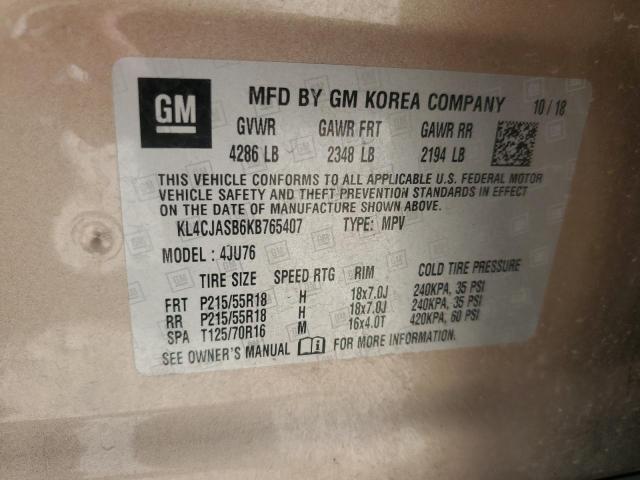 GM MFD BY GM KOREA COMPANY 10/18
GVWR GAWR FRT GAWR RR
4286 LB 2348 LB 2194 LB
THIS VEHICLE CONFORMS TO ALL APPLICABLE U.S. FEDERAL MOTOR
VEHICLE SAFETY AND THEFT PREVENTION STANDARDS IN EFFECT
ON THE DATE OF MANUFACTURE SHOWN ABOVE.
KL4CJASB6KB765407 TYPE: MPV
MODEL: 4JU76
TIRE SIZE SPEED RTG RIM COLD TIRE PRESSURE
FRT P215/55R18 H 18x7.0J 240KPA, 35 PSI
RR P215/55R18 H 18x7.0J 240KPA, 35 PSI
SPA T125/70R16 M 16x4.0T 420KPA, 60 PSI
SEE OWNER'S MANUAL FOR MORE INFORMATION.